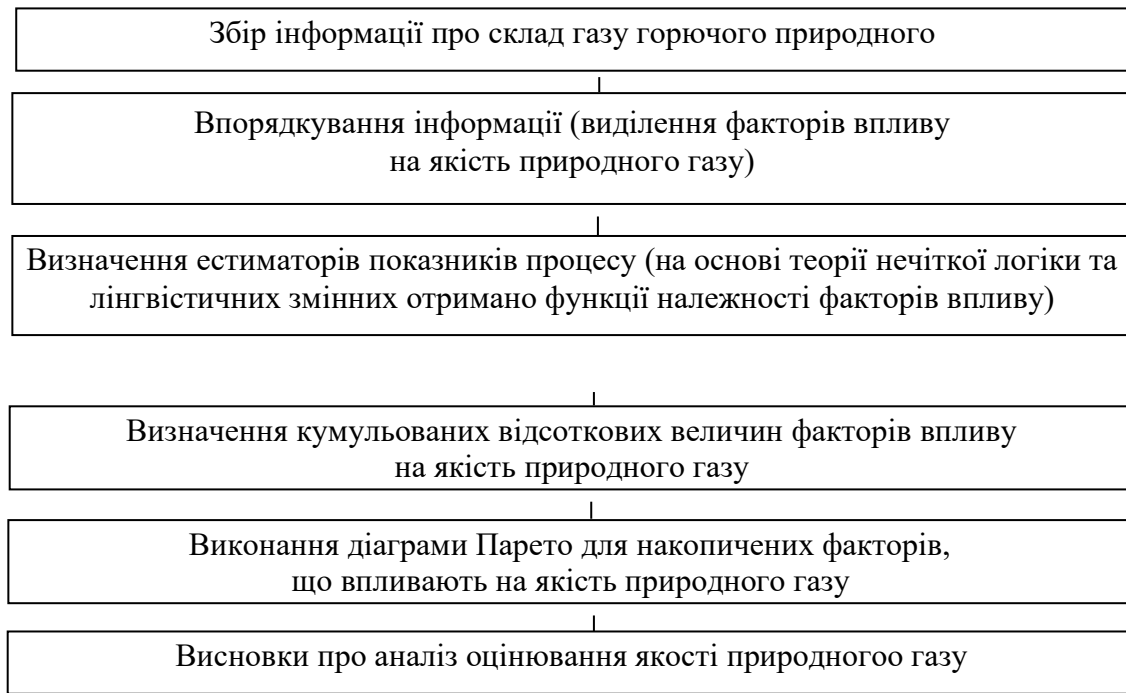 Збір інформації про склад газу горючого природного
Впорядкування інформації (виділення факторів впливу
на якість природного газу)
Визначення естиматорів показників процесу (на основі теорії нечіткої логіки та
лінгвістичних змінних отримано функції належності факторів впливу)
Визначення кумульованих відсоткових величин факторів впливу
на якість природного газу
Виконання діаграми Парето для накопичених факторів,
що впливають на якість природного газу
Висновки про аналіз оцінювання якості природногоо газу